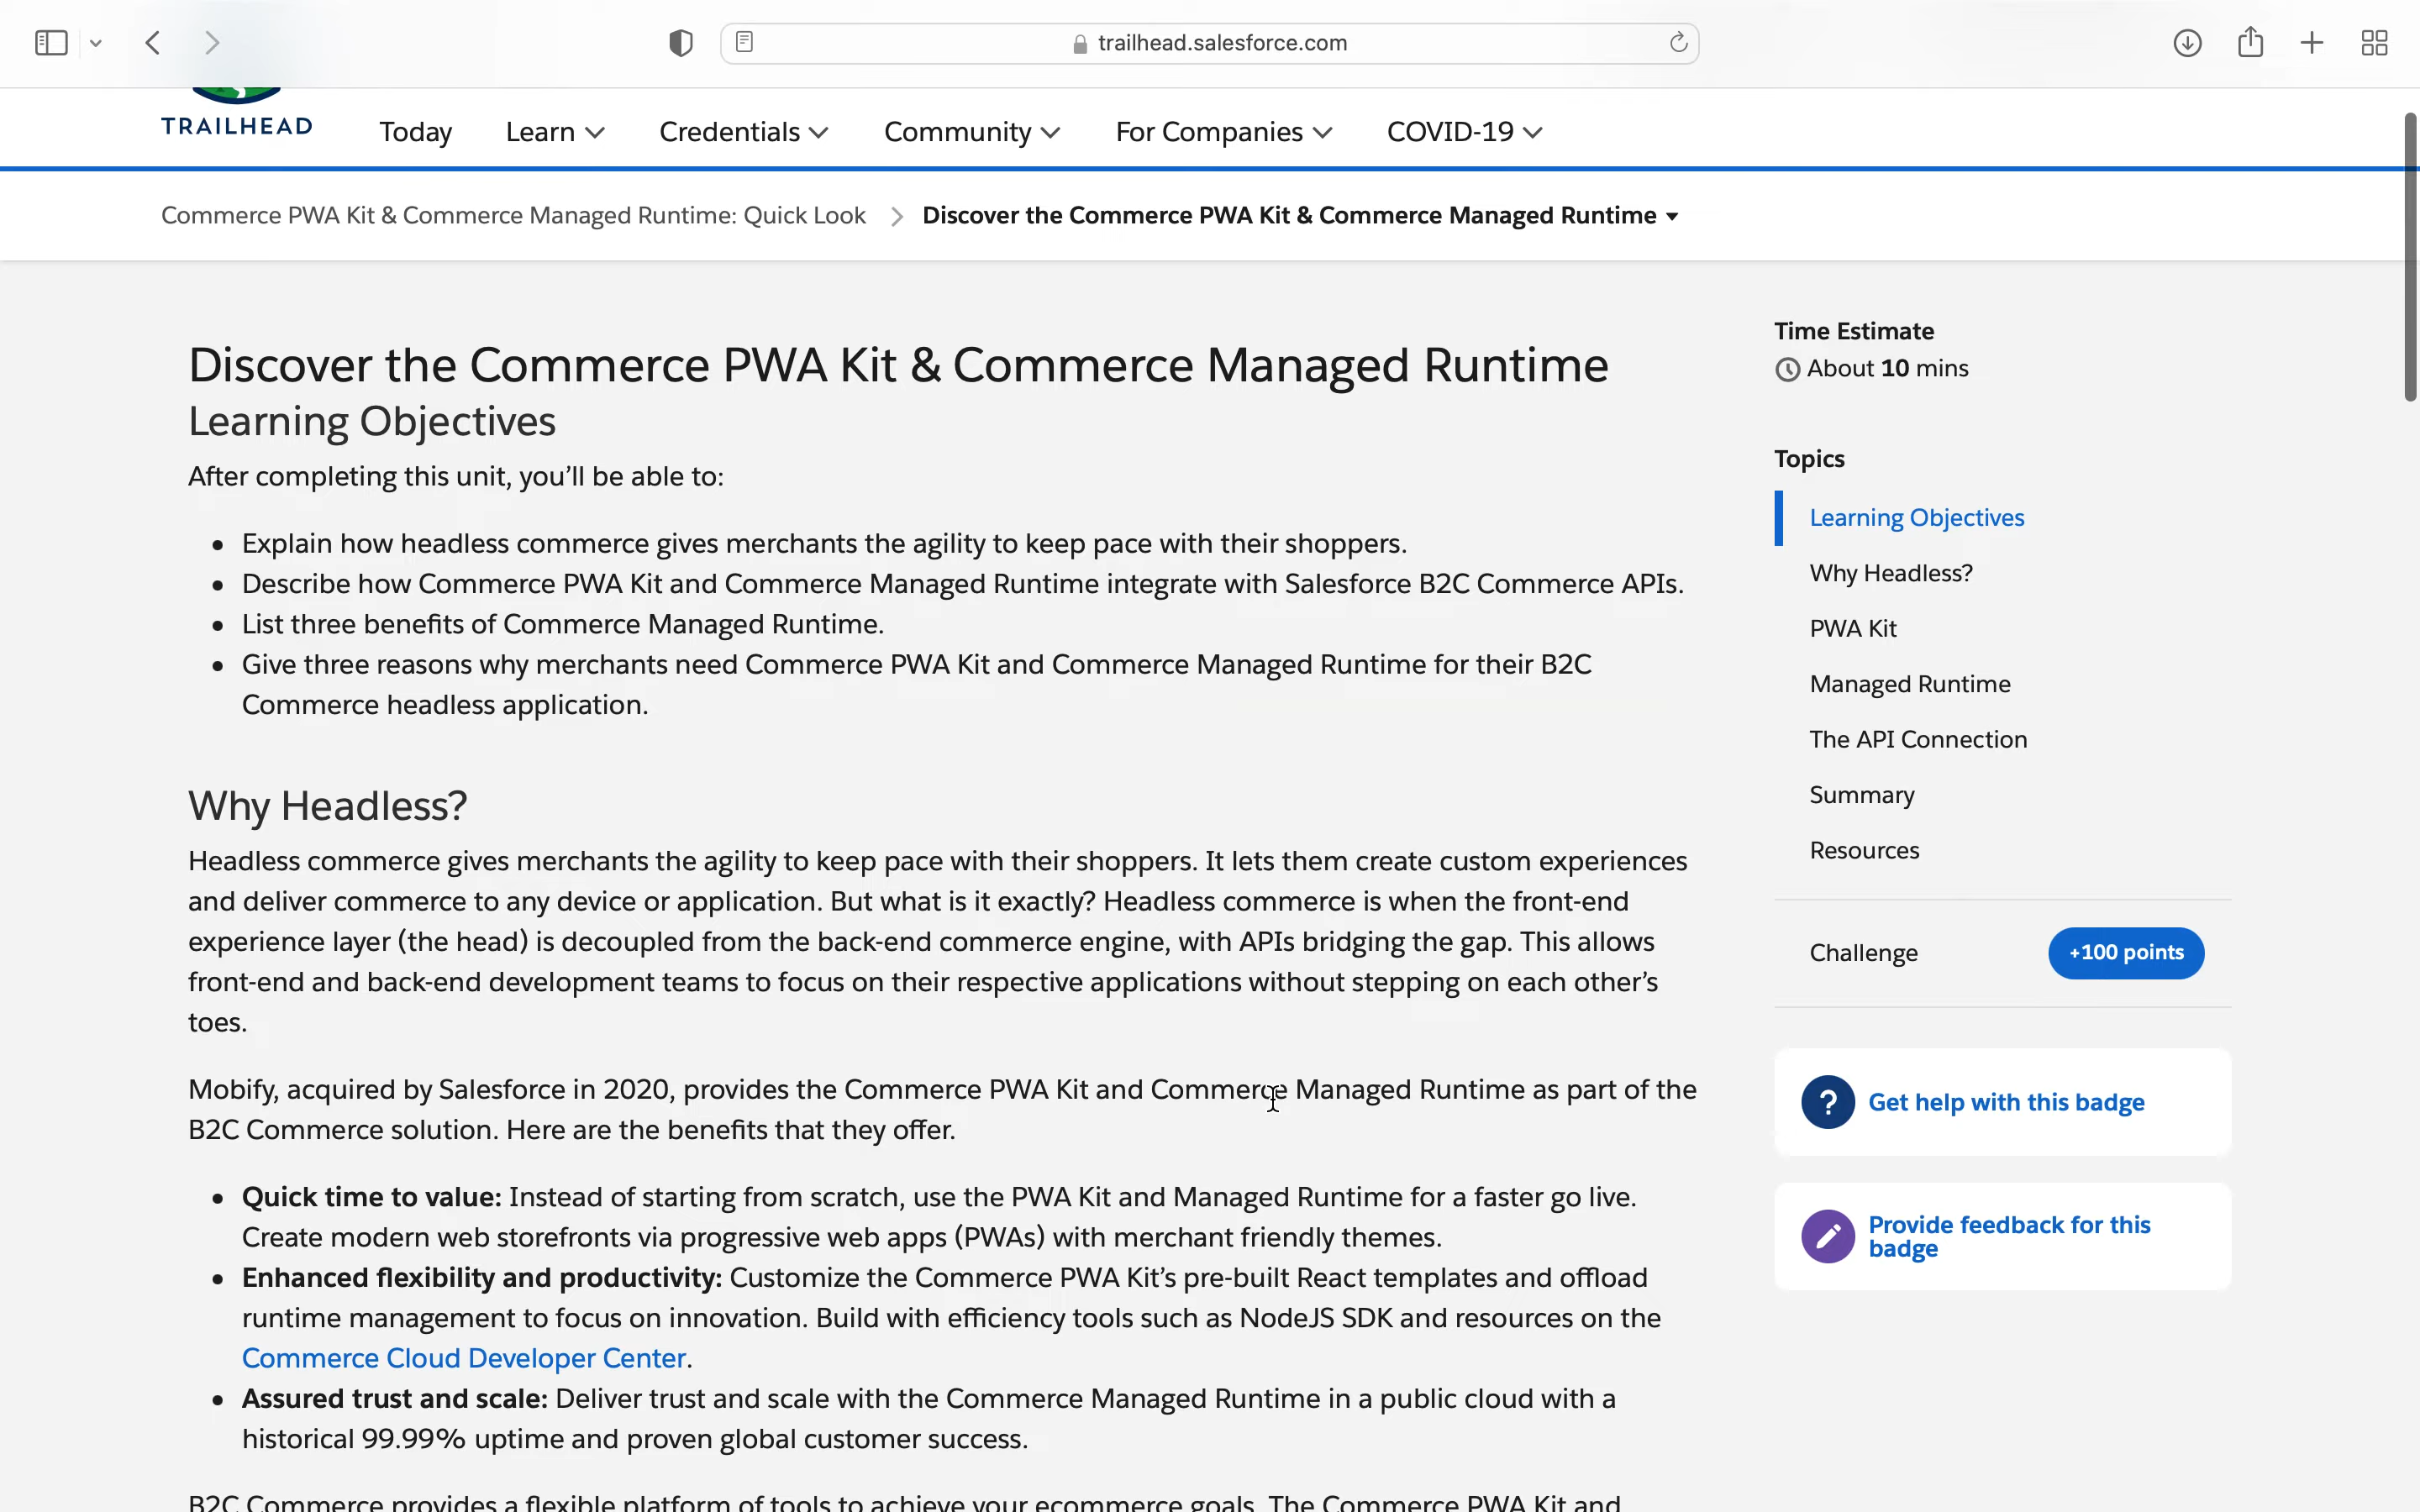 trailhead.salesforce.com
TRAILHEAD
Today
Learn
Credentials
Community
For Companies
COVID-19
Commerce PWA Kit & Commerce Managed Runtime: Quick Look
Discover the Commerce PWA Kit & Commerce Managed Runtime
Discover the Commerce PWA Kit & Commerce Managed Runtime
Learning Objectives
After completing this unit, you’ll be able to:
Explain how headless commerce gives merchants the agility to keep pace with their shoppers.
Describe how Commerce PWA Kit and Commerce Managed Runtime integrate with Salesforce B2C Commerce APIs.
List three benefits of Commerce Managed Runtime.
Give three reasons why merchants need Commerce PWA Kit and Commerce Managed Runtime for their B2C
Commerce headless application.
Why Headless?
Headless commerce gives merchants the agility to keep pace with their shoppers. It lets them create custom experiences
and deliver commerce to any device or application. But what is it exactly? Headless commerce is when the front-end
experience layer (the head) is decoupled from the back-end commerce engine, with APIs bridging the gap. This allows
front-end and back-end development teams to focus on their respective applications without stepping on each other’s
toes.
Mobify, acquired by Salesforce in 2020, provides the Commerce PWA Kit and Commerce Managed Runtime as part of the
B2C Commerce solution. Here are the benefits that they offer.
Quick time to value: Instead of starting from scratch, use the PWA Kit and Managed Runtime for a faster go live.
Create modern web storefronts via progressive web apps (PWAs) with merchant friendly themes.
Enhanced flexibility and productivity: Customize the Commerce PWA Kit’s pre-built React templates and offload
runtime management to focus on innovation. Build with efficiency tools such as NodeJS SDK and resources on the
Commerce Cloud Developer Center.
Assured trust and scale: Deliver trust and scale with the Commerce Managed Runtime in a public cloud with a
historical 99.99% uptime and proven global customer success.
B2C Commerce provides a flexible platform of tools to achieve your ecommerce goals. The Commerce PWA Kit and
Time Estimate
About 10 mins
Topics
Learning Objectives
Why Headless?
PWA Kit
Managed Runtime
The API Connection
Summary
Resources
Challenge
+100 points
Get help with this badge
Provide feedback for this
badge